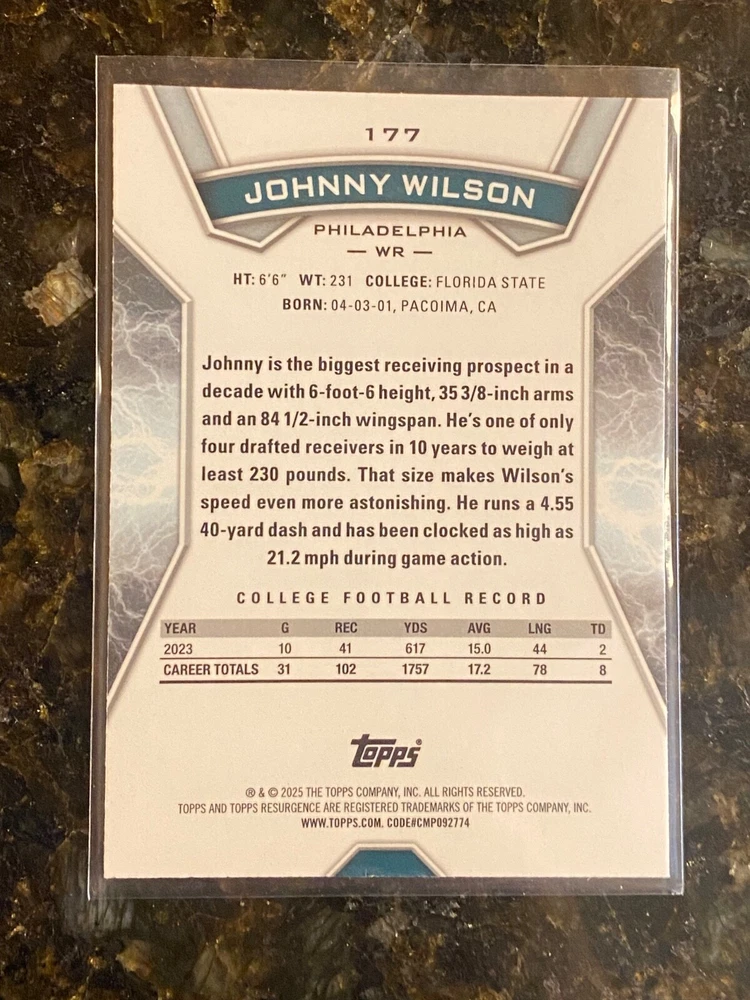 177
JOHNNY WILSON
PHILADELPHIA
— WR —
HT: 6'6" WT: 231 COLLEGE: FLORIDA STATE
BORN: 04-03-01, PACOIMA, CA
Johnny is the biggest receiving prospect in a
decade with 6-foot-6 height, 35 3/8-inch arms
and an 84 1/2-inch wingspan. He's one of only
four drafted receivers in 10 years to weigh at
least 230 pounds. That size makes Wilson's
speed even more astonishing. He runs a 4.55
40-yard dash and has been clocked as high as
21.2 mph during game action.
COLLEGE FOOTBALL RECORD
YEAR G REC YDS AVG LNG TD
2023 10 41 617 15.0 44 2
CAREER TOTALS 31 102 1757 17.2 78 8
topps®
® & © 2025 THE TOPPS COMPANY, INC. ALL RIGHTS RESERVED.
TOPPS AND TOPPS RESURGENCE ARE REGISTERED TRADEMARKS OF THE TOPPS COMPANY, INC.
WWW.TOPPS.COM. CODE#CMP092774